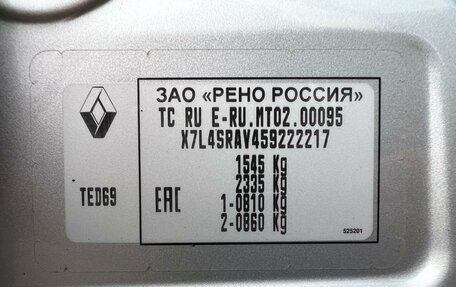 ЗАО «РЕНО РОССИЯ»
TC RU E-RU.MT02.00095
X7L4SRAV459222217
1545 Kg
2335 Kg
1-0810 Kg
2-0860 Kg
TED69
EAC
525201